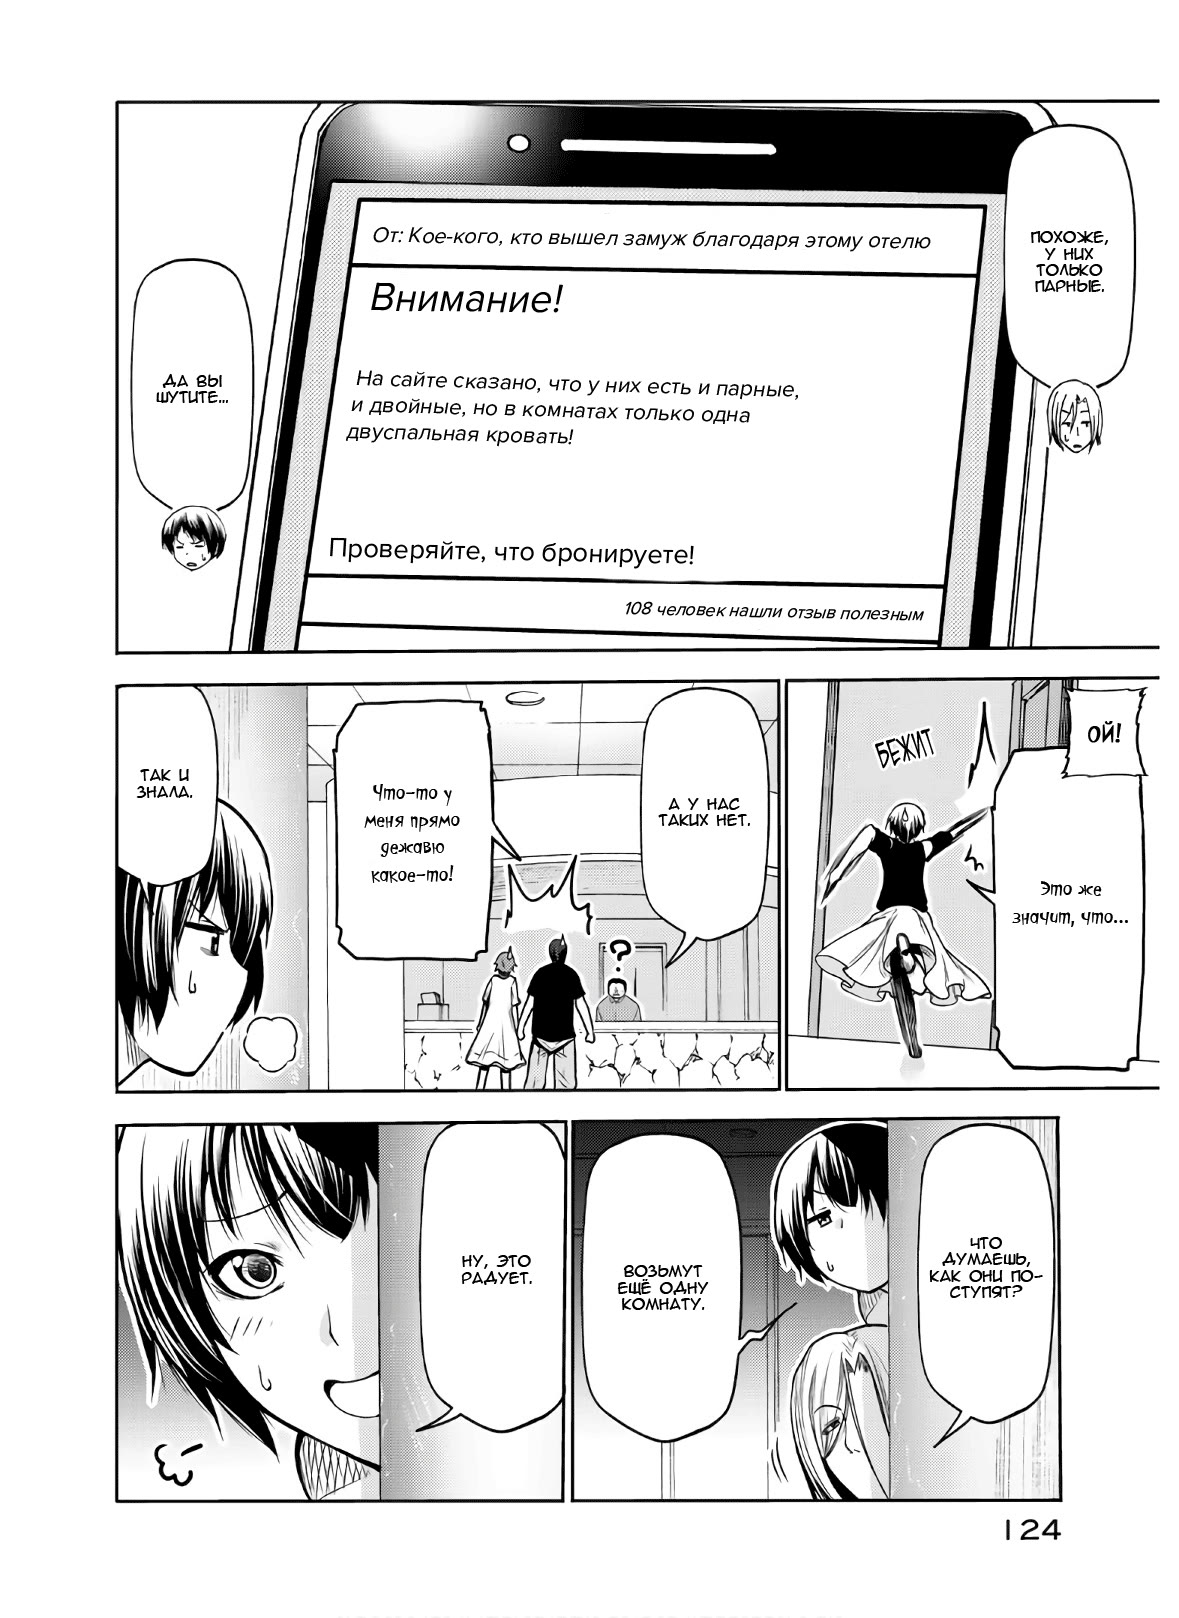 ПОХОЖЕ,
У НИХ
ТОЛЬКО
ПАРНЫЕ.
От: Кое-кого, кто вышел замуж благодаря этому отелю
Внимание!
На сайте сказано, что у них есть и парные,
и двойные, но в комнатах только одна
двуспальная кровать!
Проверяйте, что бронируете!
108 человек нашли отзыв полезным
ДА ВЫ
ШУТИТЕ...
ОЙ!
БЕЖИТ
Это же
значит, что...
А У НАС
ТАКИХ НЕТ.
?
Что-то у
меня прямо
дежавю
какое-то!
ТАК И
ЗНАЛА.
ЧТО
ДУМАЕШЬ,
КАК ОНИ ПО-
СТУПЯТ?
ВОЗЬМУТ
ЕЩЁ ОДНУ
КОМНАТУ.
НУ, ЭТО
РАДУЕТ.
124